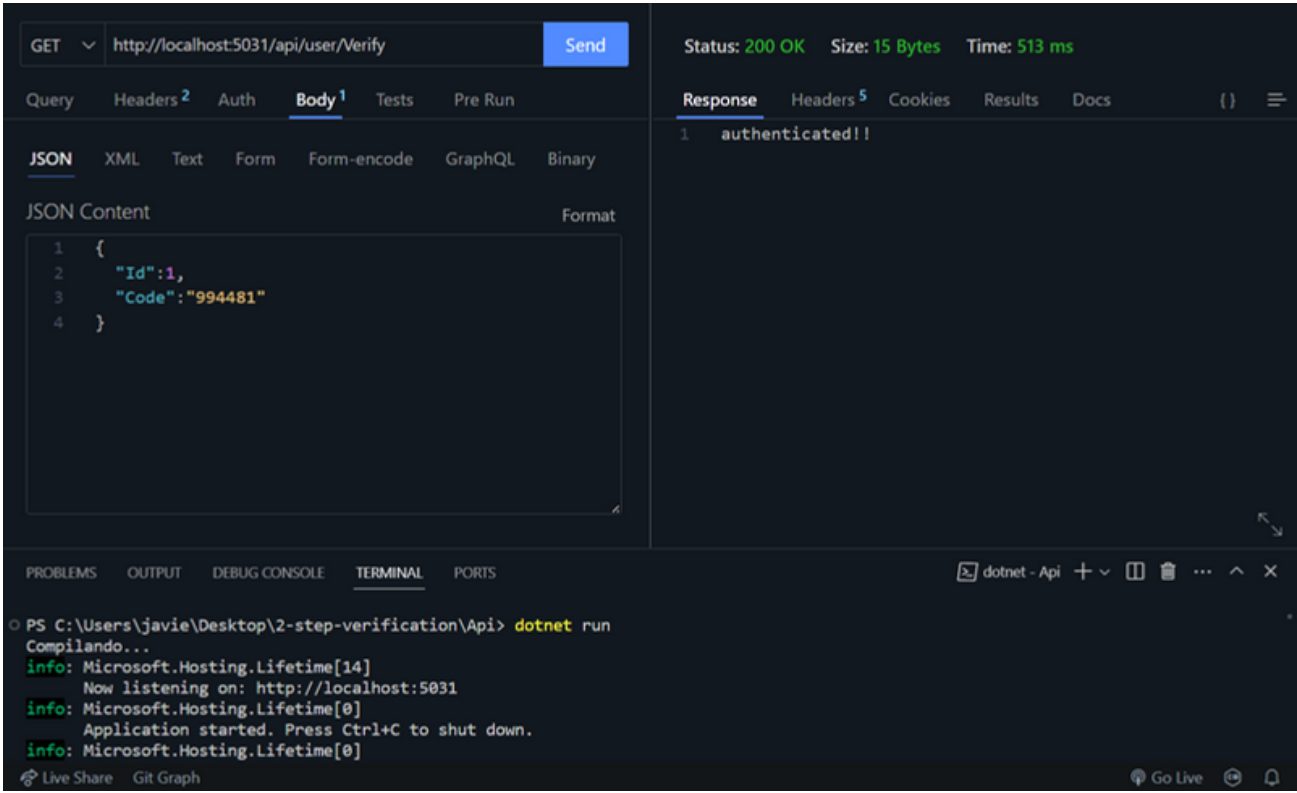 GET http://localhost:5031/api/user/Verify Send
Status: 200 OK Size: 15 Bytes Time: 513 ms
Query Headers 2 Auth Body 1 Tests Pre Run
Response Headers 5 Cookies Results Docs {}
JSON XML Text Form Form-encode GraphQL Binary
1 authenticated!!
JSON Content
Format
1 {
2 "Id":1,
3 "Code":"994481"
4 }
PROBLEMS OUTPUT DEBUG CONSOLE TERMINAL PORTS
dotnet - Api
PS C:\Users\javie\Desktop\2-step-verification\Api> dotnet run
Compilando...
info: Microsoft.Hosting.Lifetime[14]
Now listening on: http://localhost:5031
info: Microsoft.Hosting.Lifetime[0]
Application started. Press Ctrl+C to shut down.
info: Microsoft.Hosting.Lifetime[0]
Live Share Git Graph
Go Live